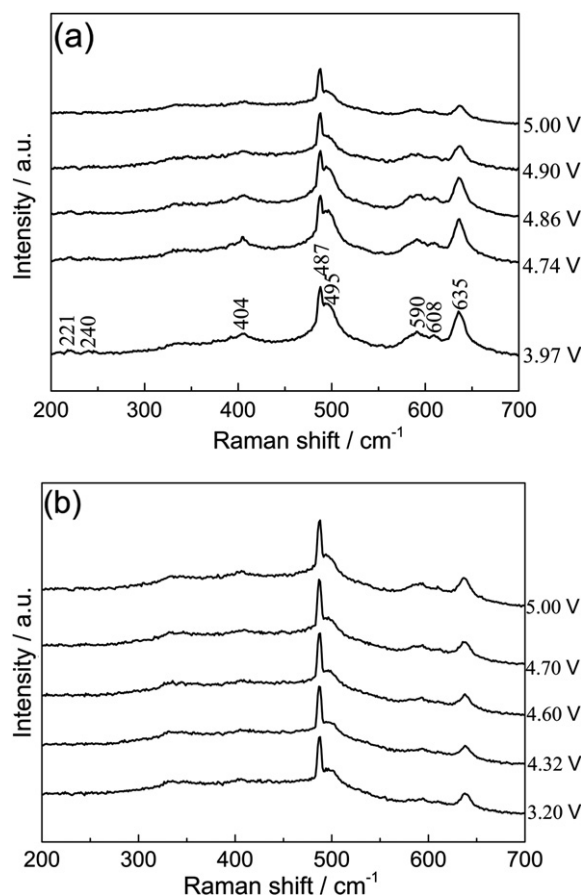 (a)
5.00 V
4.90 V
4.86 V
4.74 V
3.97 V
221
240
404
487
495
590
608
635
Intensity / a.u.
200 300 400 500 600 700
Raman shift / cm⁻¹
(b)
5.00 V
4.70 V
4.60 V
4.32 V
3.20 V
Intensity / a.u.
200 300 400 500 600 700
Raman shift / cm⁻¹